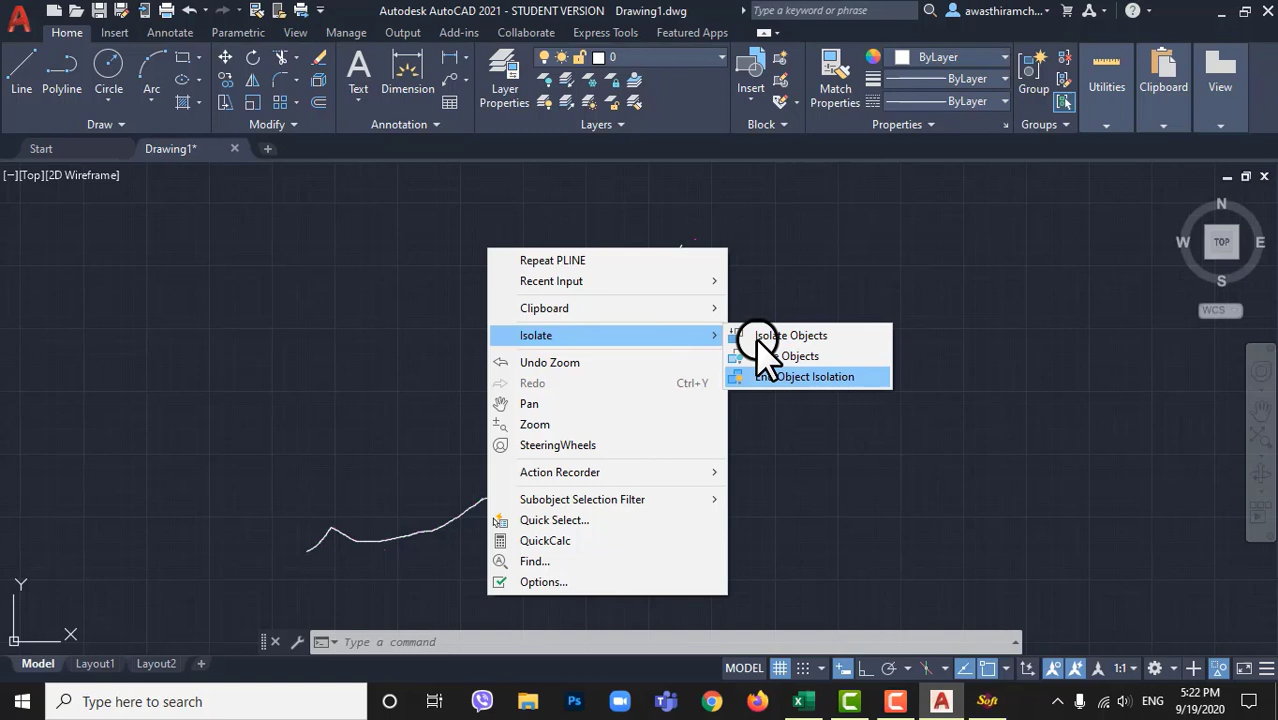 Autodesk AutoCAD 2021 - STUDENT VERSION Drawing1.dwg
Type a keyword or phrase
awasthiramch...
Home Insert Annotate Parametric View Manage Output Add-ins Collaborate Express Tools Featured Apps
Line Polyline Circle Arc
Text Dimension
Layer Properties
0
Insert
Match Properties
ByLayer
ByLayer
ByLayer
Group
Utilities
Clipboard
View
Draw Modify Annotation Layers Block Properties Groups
Start Drawing1*
[−][Top][2D Wireframe]
N
W TOP E
S
WCS
Repeat PLINE
Recent Input
Clipboard
Isolate
Undo Zoom
Redo Ctrl+Y
Pan
Zoom
SteeringWheels
Action Recorder
Subobject Selection Filter
Quick Select...
QuickCalc
Find...
Options...
Isolate Objects
Objects
End Object Isolation
Y
X
Type a command
Model Layout1 Layout2
MODEL
1:1
Type here to search
Ps
Soft
ENG
5:22 PM
9/19/2020